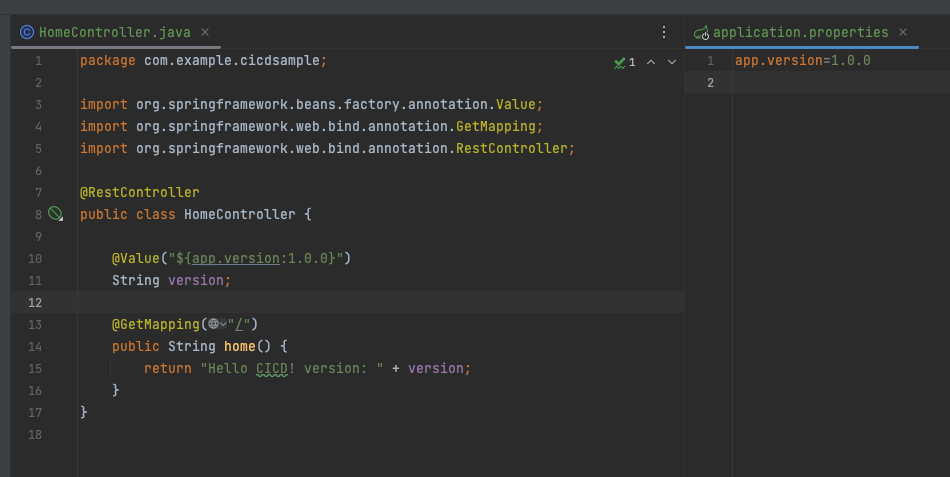 HomeController.java
1 package com.example.cicdsample;
2
3 import org.springframework.beans.factory.annotation.Value;
4 import org.springframework.web.bind.annotation.GetMapping;
5 import org.springframework.web.bind.annotation.RestController;
6
7 @RestController
8 public class HomeController {
9
10 @Value("${app.version:1.0.0}")
11 String version;
12
13 @GetMapping("/")
14 public String home() {
15 return "Hello CICD! version: " + version;
16 }
17 }
18
1
application.properties
1 app.version=1.0.0
2